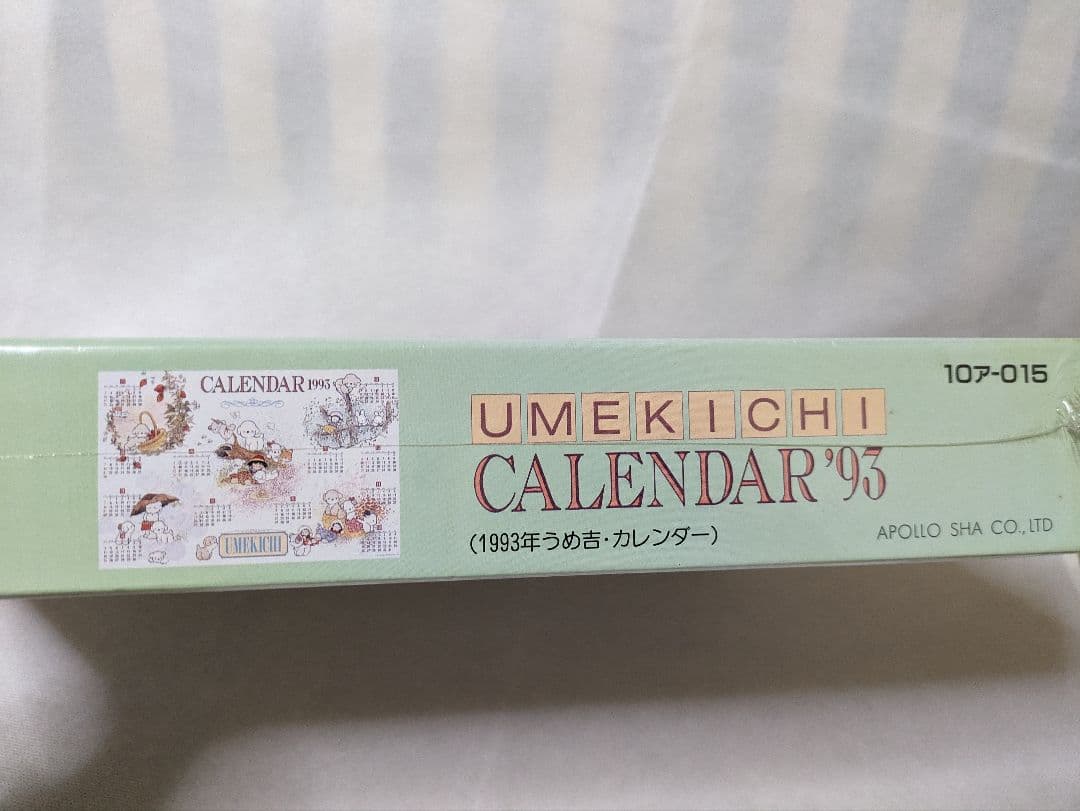 CALENDAR 1993
UMEKICHI
10ア-015
UMEKICHI
CALENDAR'93
(1993年うめ吉・カレンダー)
APOLLO SHA CO., LTD